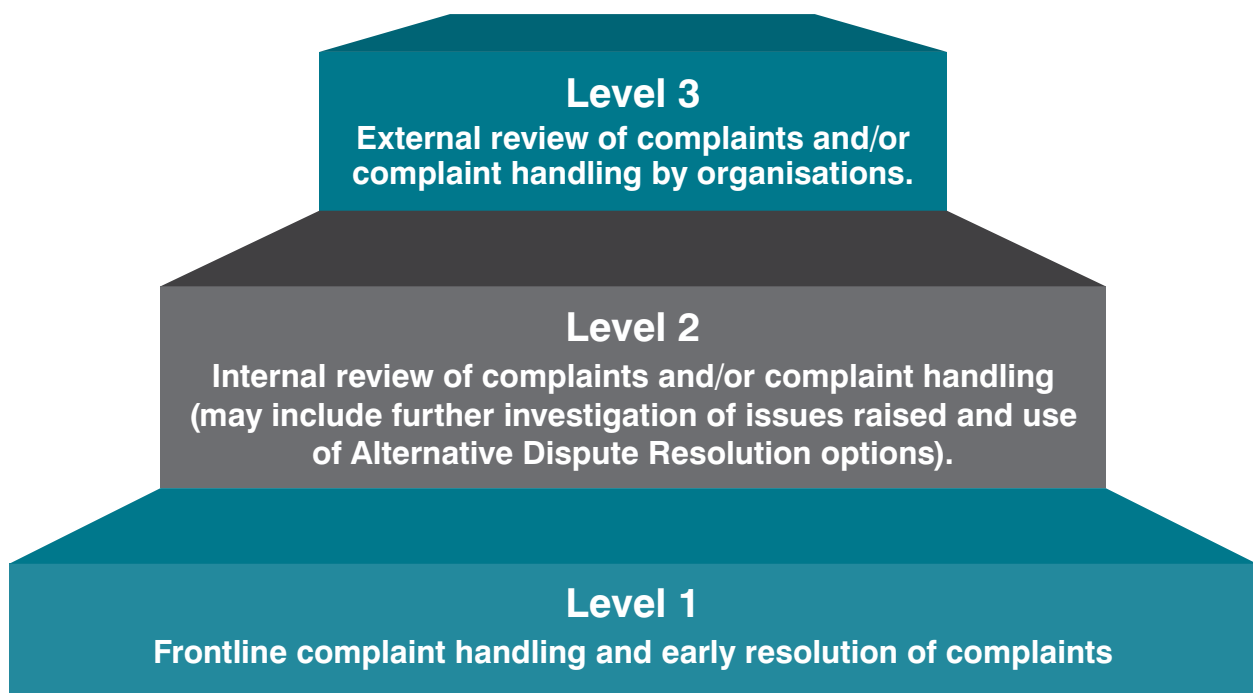 Level 3
External review of complaints and/or
complaint handling by organisations.
Level 2
Internal review of complaints and/or complaint handling
(may include further investigation of issues raised and use
of Alternative Dispute Resolution options).
Level 1
Frontline complaint handling and early resolution of complaints